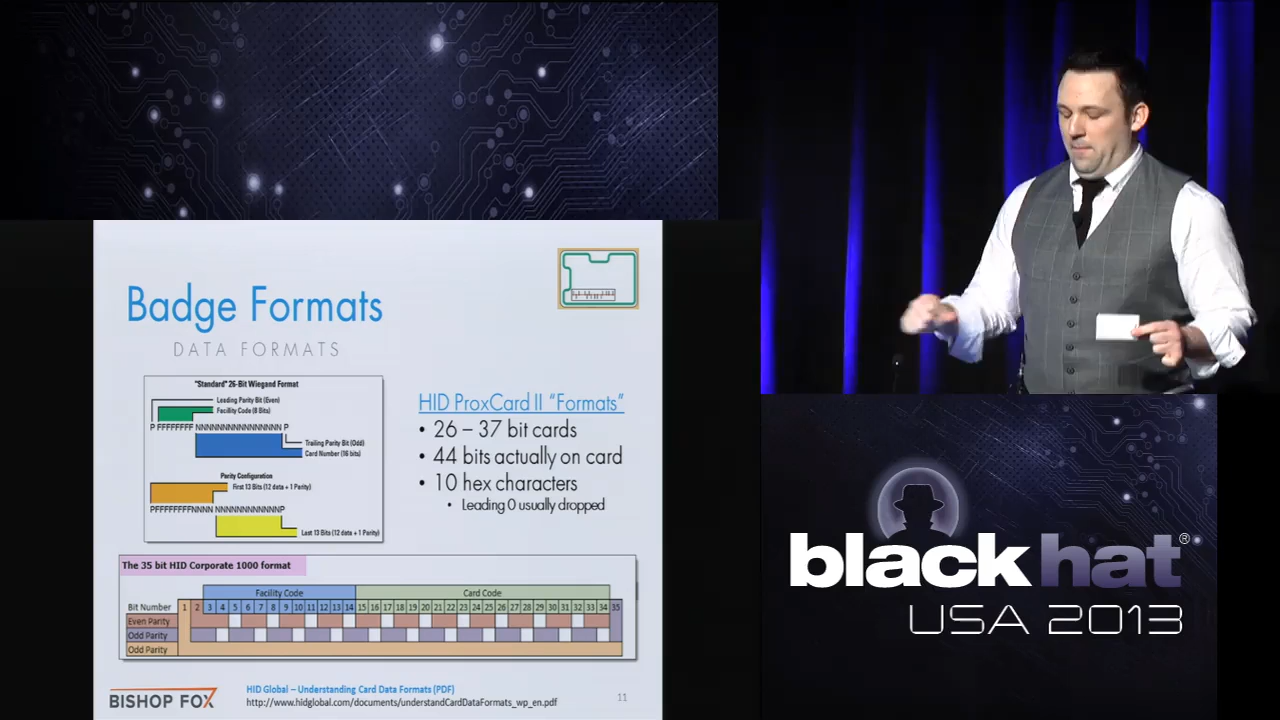 Badge Formats
DATA FORMATS
"Standard" 26-Bit Wiegand Format
Leading Parity Bit (Even)
Facility Code (8 Bits)
P FFFFFFFF NNNNNNNNNNNNNNNN P
Trailing Parity Bit (Odd)
Card Number (16 bits)
Parity Configuration
First 13 Bits (12 data + 1 Parity)
PFFFFFFFFNNNN NNNNNNNNNNNNP
Last 13 Bits (12 data + 1 Parity)
HID ProxCard II "Formats"
• 26 – 37 bit cards
• 44 bits actually on card
• 10 hex characters
• Leading 0 usually dropped
The 35 bit HID Corporate 1000 format
Facility Code Card Code
Bit Number 1 2 3 4 5 6 7 8 9 10 11 12 13 14 15 16 17 18 19 20 21 22 23 24 25 26 27 28 29 30 31 32 33 34 35
Even Parity
Odd Parity
Odd Parity
BISHOP FOX
HID Global – Understanding Card Data Formats (PDF)
http://www.hidglobal.com/documents/understandCardDataFormats_wp_en.pdf
11
black hat®
USA 2013